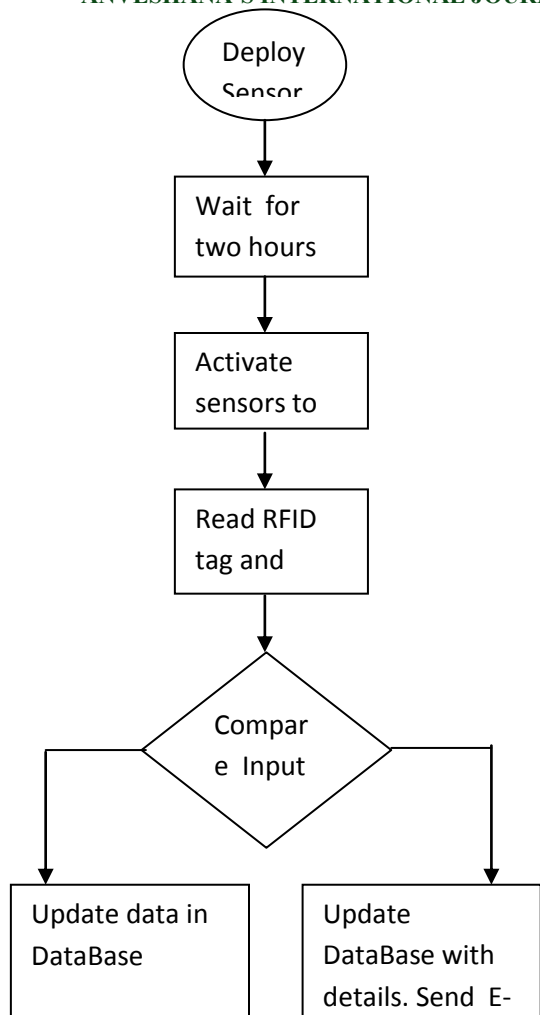 ANVESHANA'S INTERNATIONAL JOUR
Deploy
Sensor
Wait for
two hours
Activate
sensors to
Read RFID
tag and
Compar
e Input
Update data in
DataBase
Update
DataBase with
details. Send E-